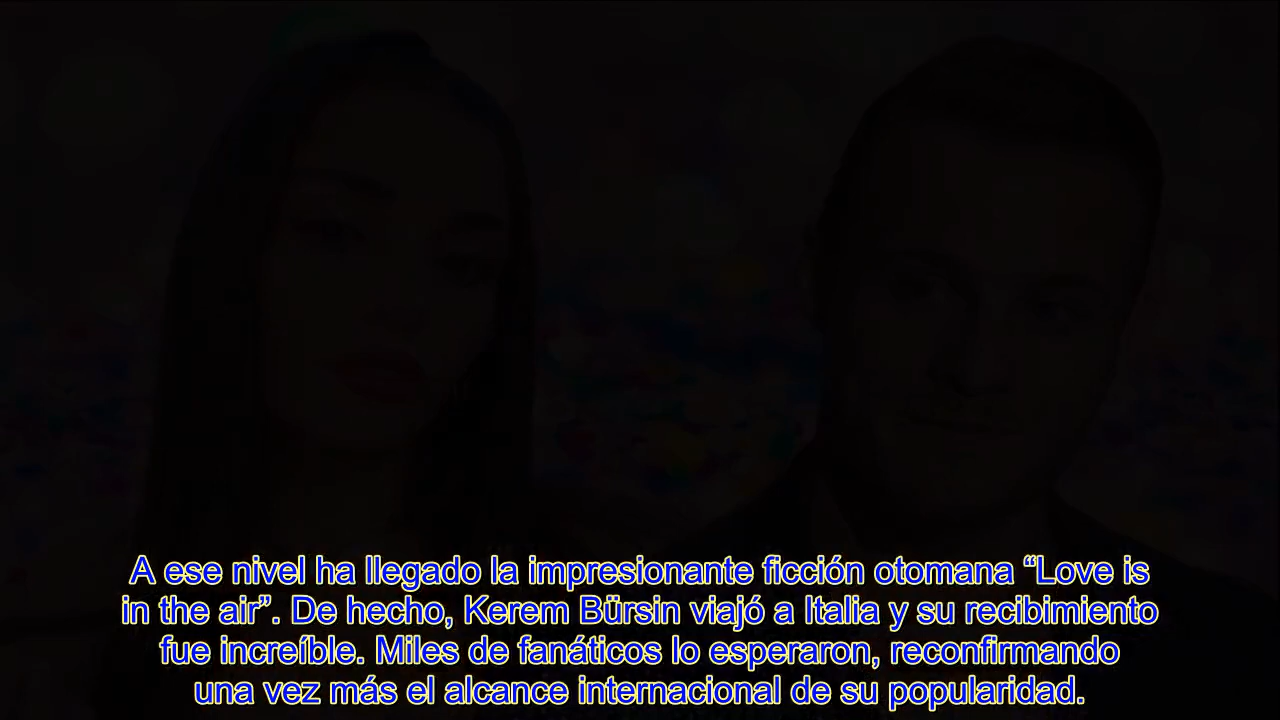 A ese nivel ha llegado la impresionante ficción otomana “Love is
in the air”. De hecho, Kerem Bürsin viajó a Italia y su recibimiento
fue increíble. Miles de fanáticos lo esperaron, reconfirmando
una vez más el alcance internacional de su popularidad.